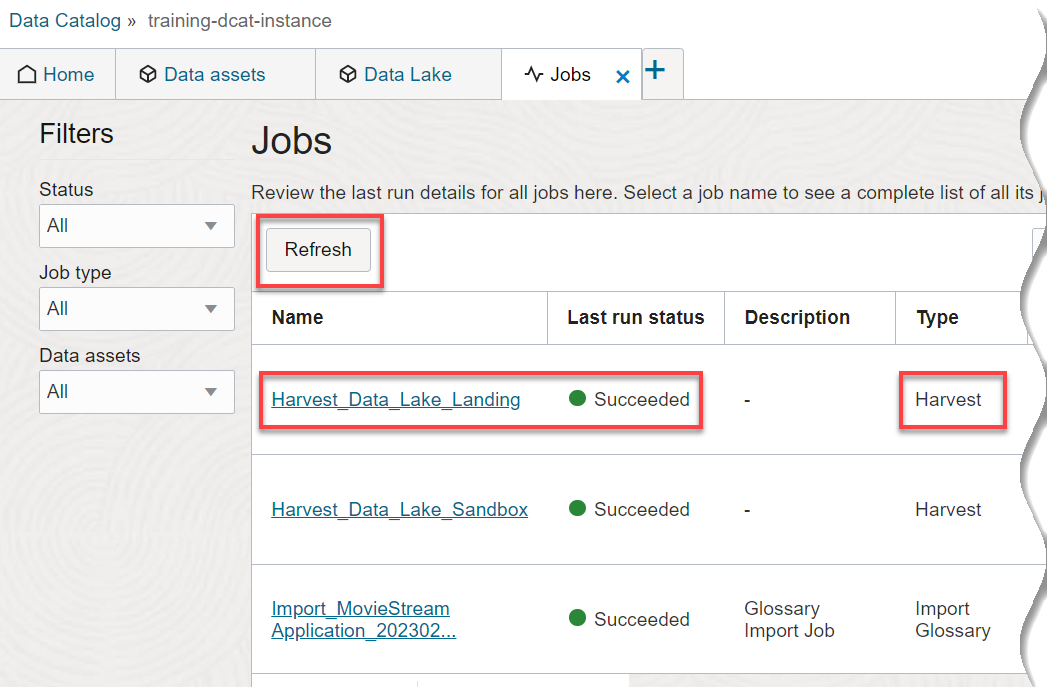 Data Catalog » training-dcat-instance
Home Data assets Data Lake Jobs
Filters
Jobs
Status
Review the last run details for all jobs here. Select a job name to see a complete list of all its
All
Refresh
Job type
All
Name Last run status Description Type
Data assets
All
Harvest_Data_Lake_Landing Succeeded - Harvest
Harvest_Data_Lake_Sandbox Succeeded - Harvest
Import_MovieStream Glossary Import
Succeeded
Application_202302... Import Job Glossary